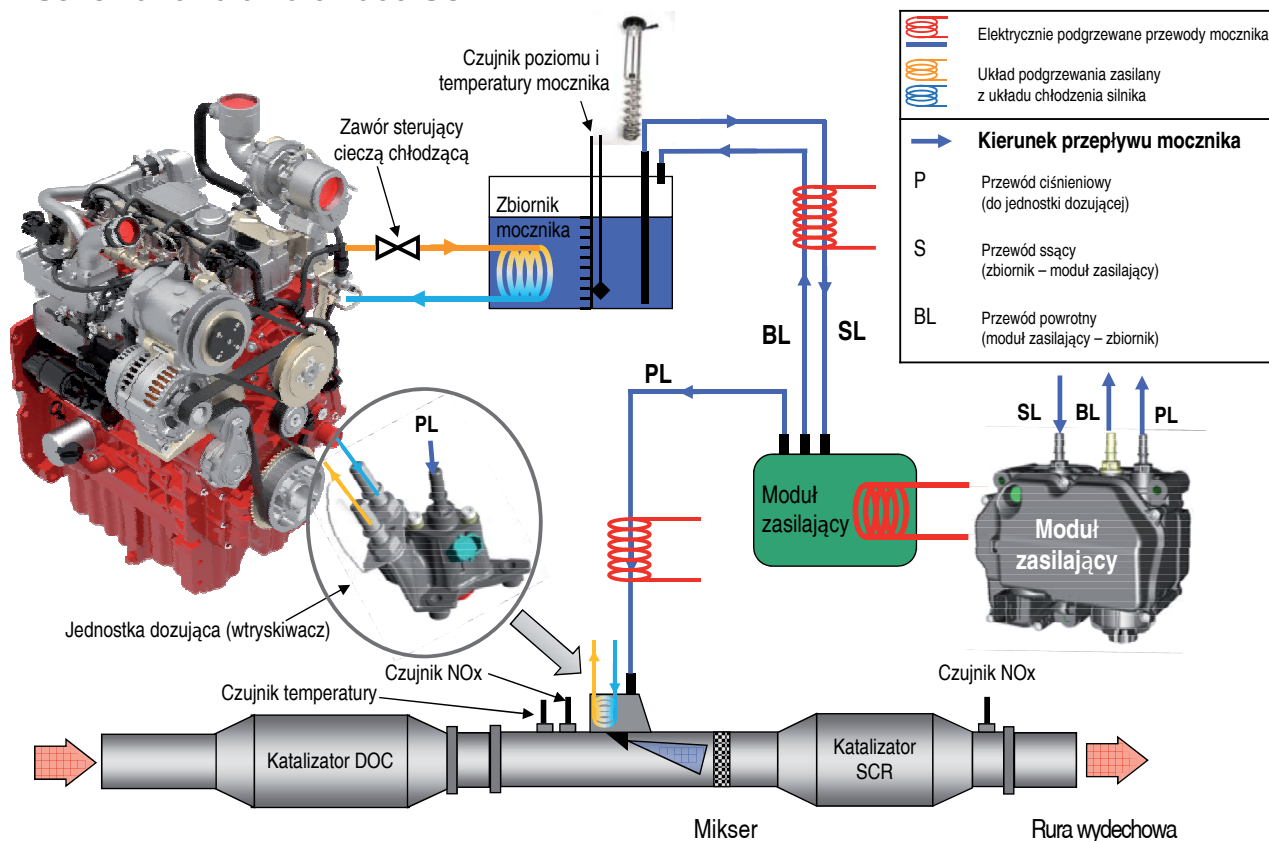 Czujnik poziomu i
temperatury mocznika
Zawór sterujący
cieczą chłodzącą
Zbiornik
mocznika
Elektrycznie podgrzewane przewody mocznika
Układ podgrzewania zasilany
z układu chłodzenia silnika
Kierunek przepływu mocznika
P Przewód ciśnieniowy
(do jednostki dozującej)
S Przewód ssący
(zbiornik – moduł zasilający)
BL Przewód powrotny
(moduł zasilający – zbiornik)
BL
SL
PL
SL
BL
PL
PL
Moduł
zasilający
Moduł
zasilający
Jednostka dozująca (wtryskiwacz)
Czujnik NOx
Czujnik temperatury
Czujnik NOx
Katalizator DOC
Katalizator
SCR
Mikser
Rura wydechowa